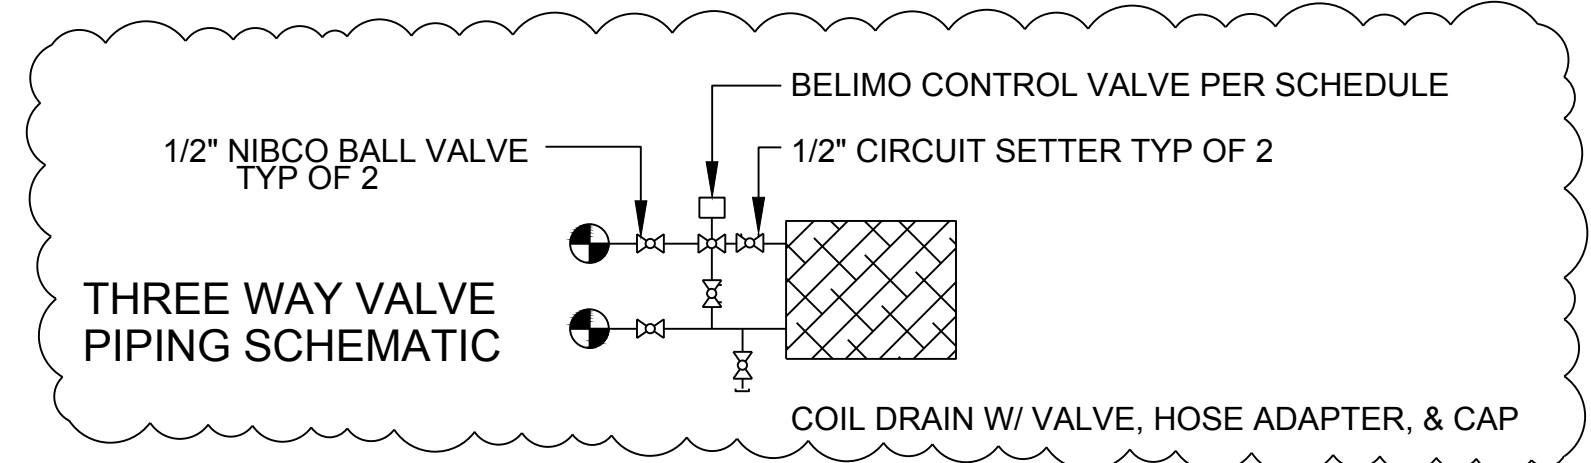 BELIMO CONTROL VALVE PER SCHEDULE
1/2" NIBCO BALL VALVE
TYP OF 2
1/2" CIRCUIT SETTER TYP OF 2
THREE WAY VALVE
PIPING SCHEMATIC
COIL DRAIN W/ VALVE, HOSE ADAPTER, & CAP